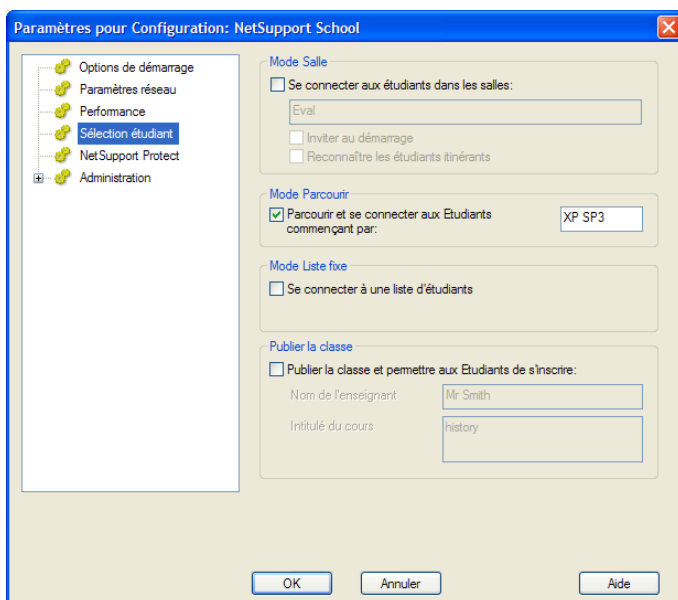 Paramètres pour Configuration: NetSupport School
Options de démarrage
Paramètres réseau
Performance
Sélection étudiant
NetSupport Protect
Administration
Mode Salle
Se connecter aux étudiants dans les salles:
Eval
Inviter au démarrage
Reconnaître les étudiants itinérants
Mode Parcourir
Parcourir et se connecter aux Etudiants
commençant par:
XP SP3
Mode Liste fixe
Se connecter à une liste d'étudiants
Publier la classe
Publier la classe et permettre aux Etudiants de s'inscrire:
Nom de l'enseignant
Mr Smith
Intitulé du cours
history
OK
Annuler
Aide